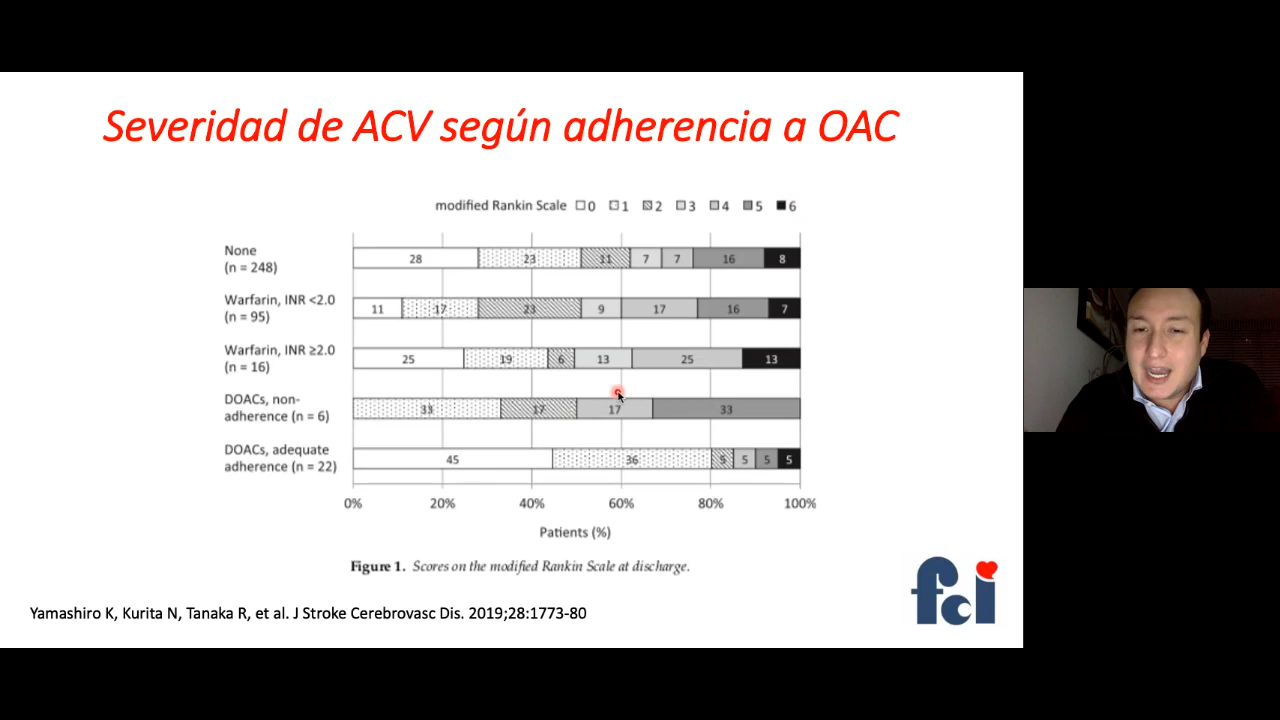 Severidad de ACV según adherencia a OAC
modified Rankin Scale 0 1 2 3 4 5 6
None
(n = 248)
28 23 11 7 7 16 8
Warfarin, INR <2.0
(n = 95)
11 17 23 9 17 16 7
Warfarin, INR ≥2.0
(n = 16)
25 19 6 13 25 13
DOACs, non-
adherence (n = 6)
33 17 17 33
DOACs, adequate
adherence (n = 22)
45 36 5 5 5 5
0% 20% 40% 60% 80% 100%
Patients (%)
Figure 1. Scores on the modified Rankin Scale at discharge.
Yamashiro K, Kurita N, Tanaka R, et al. J Stroke Cerebrovasc Dis. 2019;28:1773-80
fci